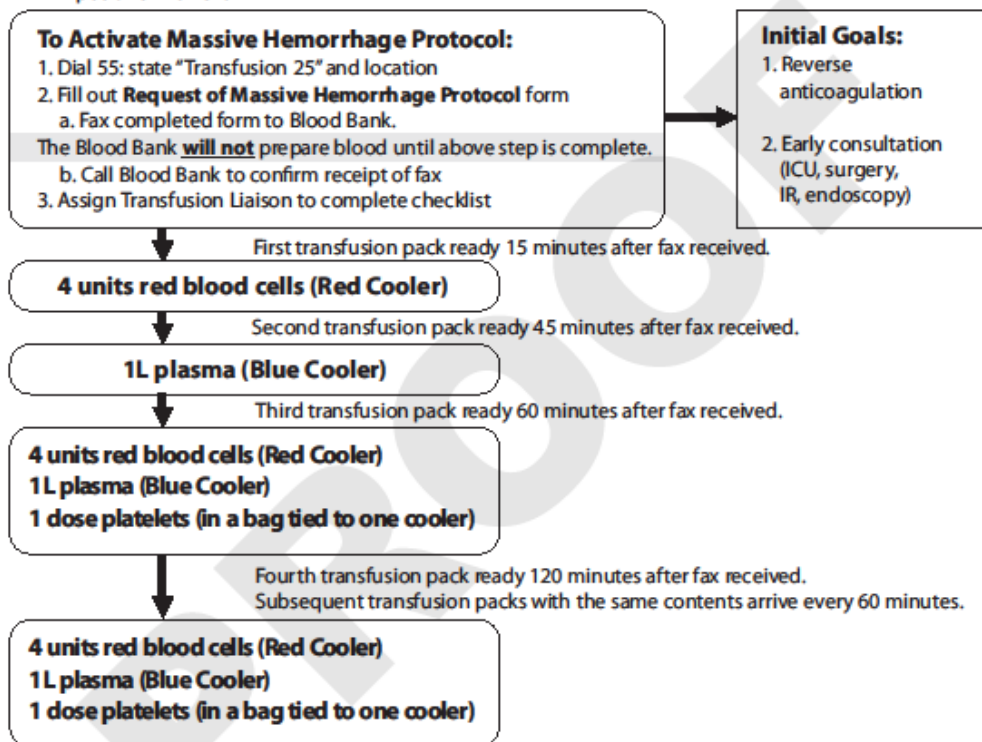 To Activate Massive Hemorrhage Protocol:
1. Dial 55: state "Transfusion 25" and location
2. Fill out Request of Massive Hemorrhage Protocol form
a. Fax completed form to Blood Bank.
The Blood Bank will not prepare blood until above step is complete.
b. Call Blood Bank to confirm receipt of fax
3. Assign Transfusion Liaison to complete checklist
Initial Goals:
1. Reverse
anticoagulation
2. Early consultation
(ICU, surgery,
IR, endoscopy)
First transfusion pack ready 15 minutes after fax received.
4 units red blood cells (Red Cooler)
Second transfusion pack ready 45 minutes after fax received.
1L plasma (Blue Cooler)
Third transfusion pack ready 60 minutes after fax received.
4 units red blood cells (Red Cooler)
1L plasma (Blue Cooler)
1 dose platelets (in a bag tied to one cooler)
Fourth transfusion pack ready 120 minutes after fax received.
Subsequent transfusion packs with the same contents arrive every 60 minutes.
4 units red blood cells (Red Cooler)
1L plasma (Blue Cooler)
1 dose platelets (in a bag tied to one cooler)
PROOF